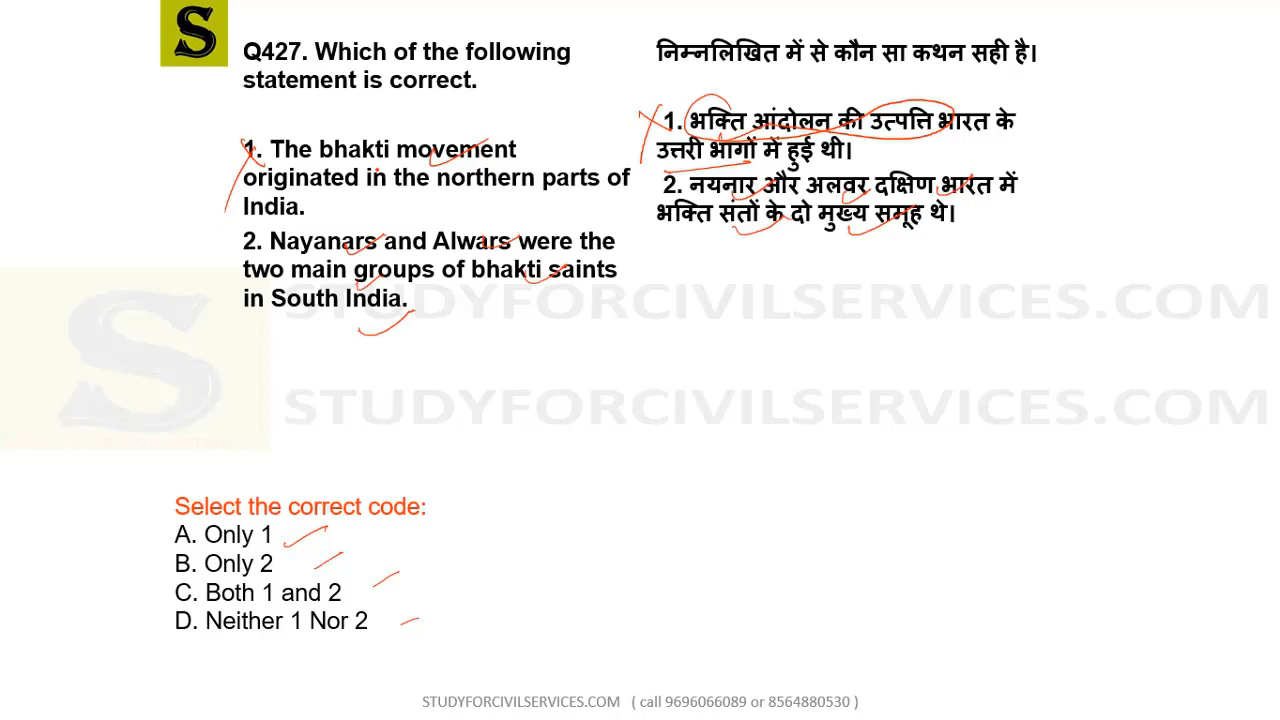 S
Q427. Which of the following
statement is correct.
1. The bhakti movement
originated in the northern parts of
India.
2. Nayanars and Alwars were the
two main groups of bhakti saints
in South India.
निम्नलिखित में से कौन सा कथन सही है।
1. भक्ति आंदोलन की उत्पत्ति भारत के
उत्तरी भागों में हुई थी।
2. नयनार और अलवर दक्षिण भारत में
भक्ति संतों के दो मुख्य समूह थे।
S
STUDYFORCIVILSERVICES.COM
STUDYFORCIVILSERVICES.COM
Select the correct code:
A. Only 1
B. Only 2
C. Both 1 and 2
D. Neither 1 Nor 2
STUDYFORCIVILSERVICES.COM ( call 9696066089 or 8564880530 )